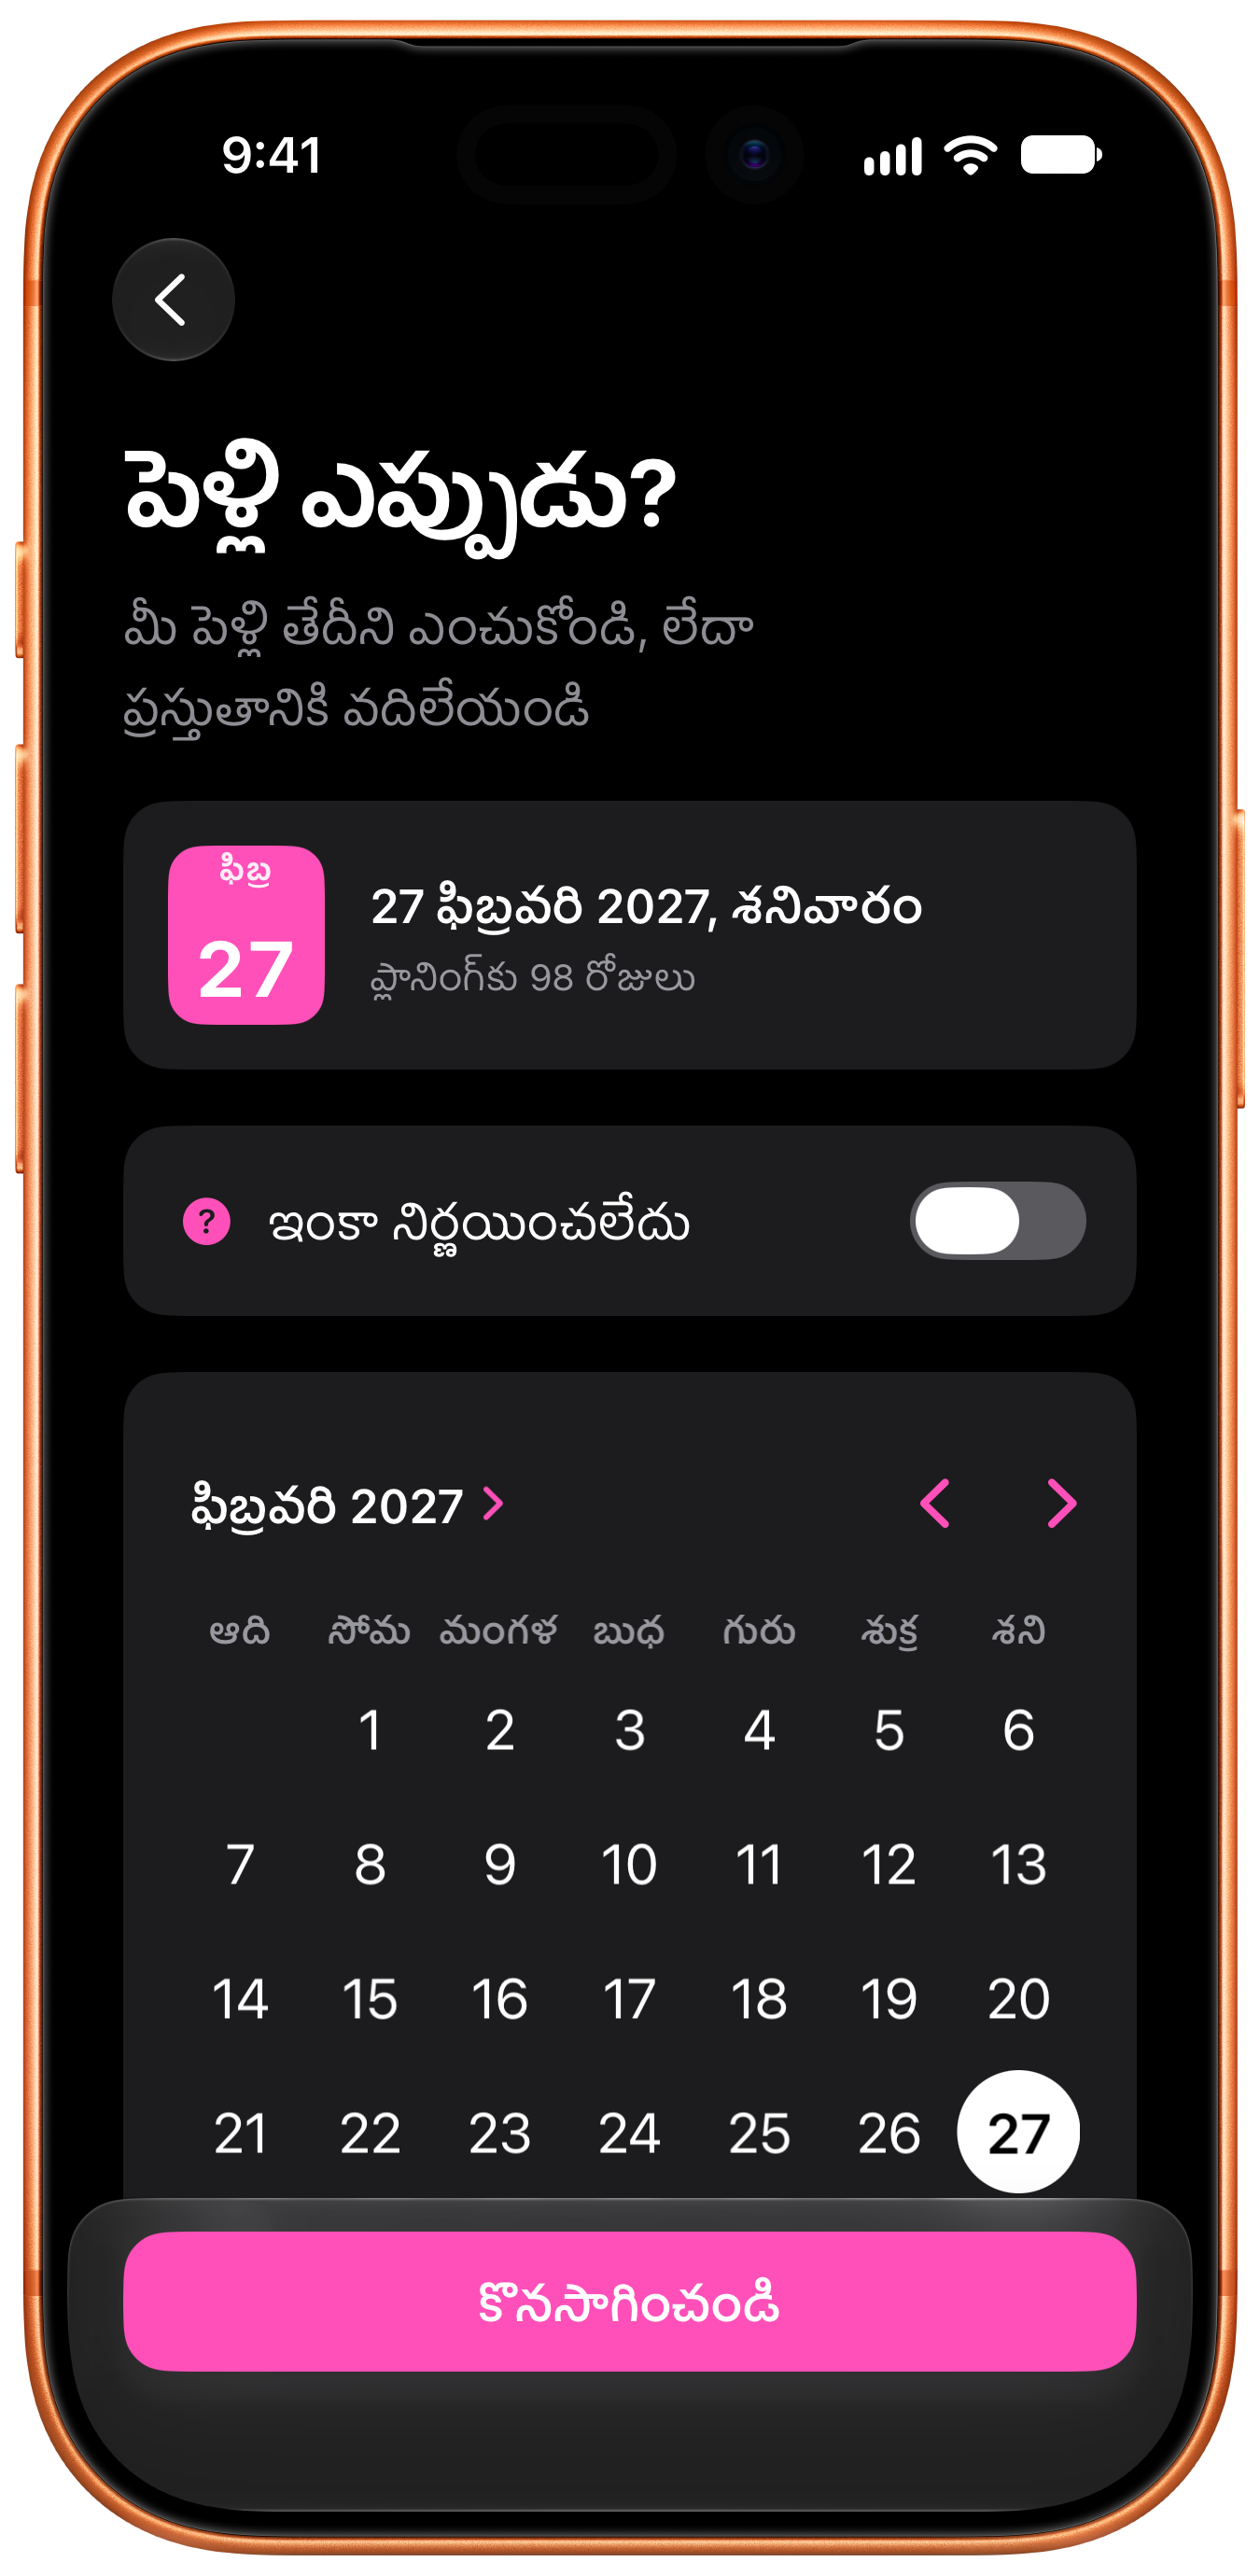 9:41
పెళ్లి ఎప్పుడు?
మీ పెళ్లి తేదీని ఎంచుకోండి, లేదా
ప్రస్తుతానికి వదిలేయండి
ఫిబ్ర
27
27 ఫిబ్రవరి 2027, శనివారం
ప్లానింగ్‌కు 98 రోజులు
? ఇంకా నిర్ణయించలేదు
ఫిబ్రవరి 2027
ఆది సోమ మంగళ బుధ గురు శుక్ర శని
1 2 3 4 5 6
7 8 9 10 11 12 13
14 15 16 17 18 19 20
21 22 23 24 25 26 27
కొనసాగించండి